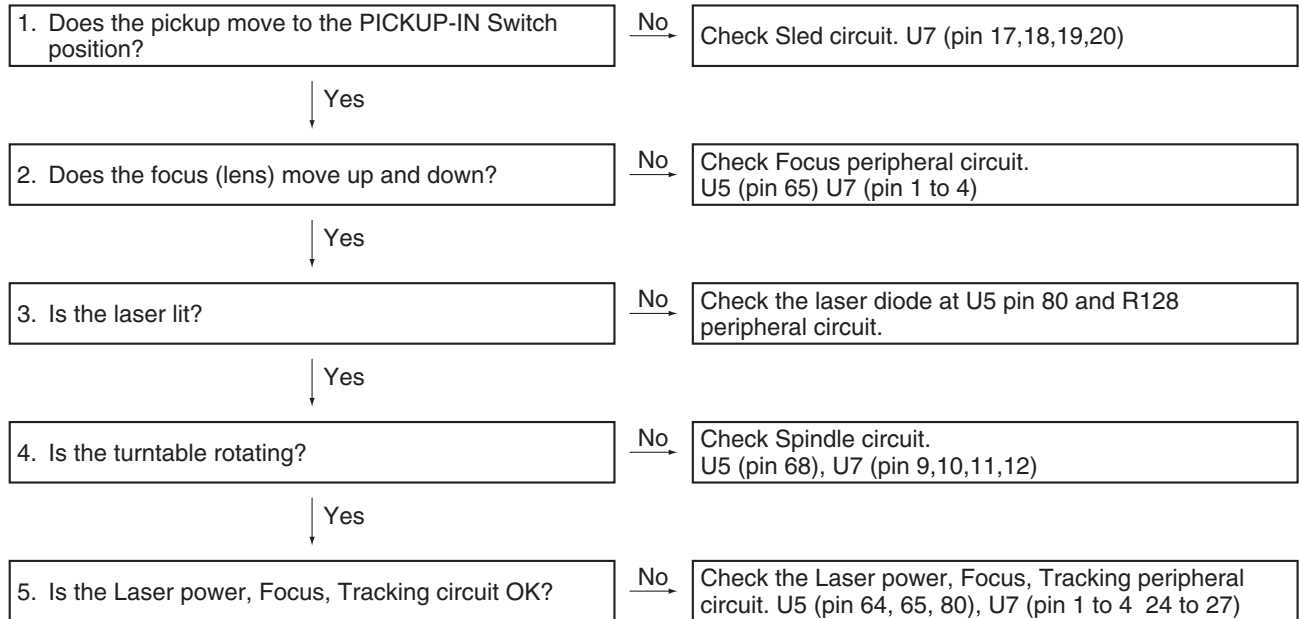 1. Does the pickup move to the PICKUP-IN Switch
position?
No
Check Sled circuit. U7 (pin 17,18,19,20)
Yes
2. Does the focus (lens) move up and down?
No
Check Focus peripheral circuit.
U5 (pin 65) U7 (pin 1 to 4)
Yes
3. Is the laser lit?
No
Check the laser diode at U5 pin 80 and R128
peripheral circuit.
Yes
4. Is the turntable rotating?
No
Check Spindle circuit.
U5 (pin 68), U7 (pin 9,10,11,12)
Yes
5. Is the Laser power, Focus, Tracking circuit OK?
No
Check the Laser power, Focus, Tracking peripheral
circuit. U5 (pin 64, 65, 80), U7 (pin 1 to 4 24 to 27)